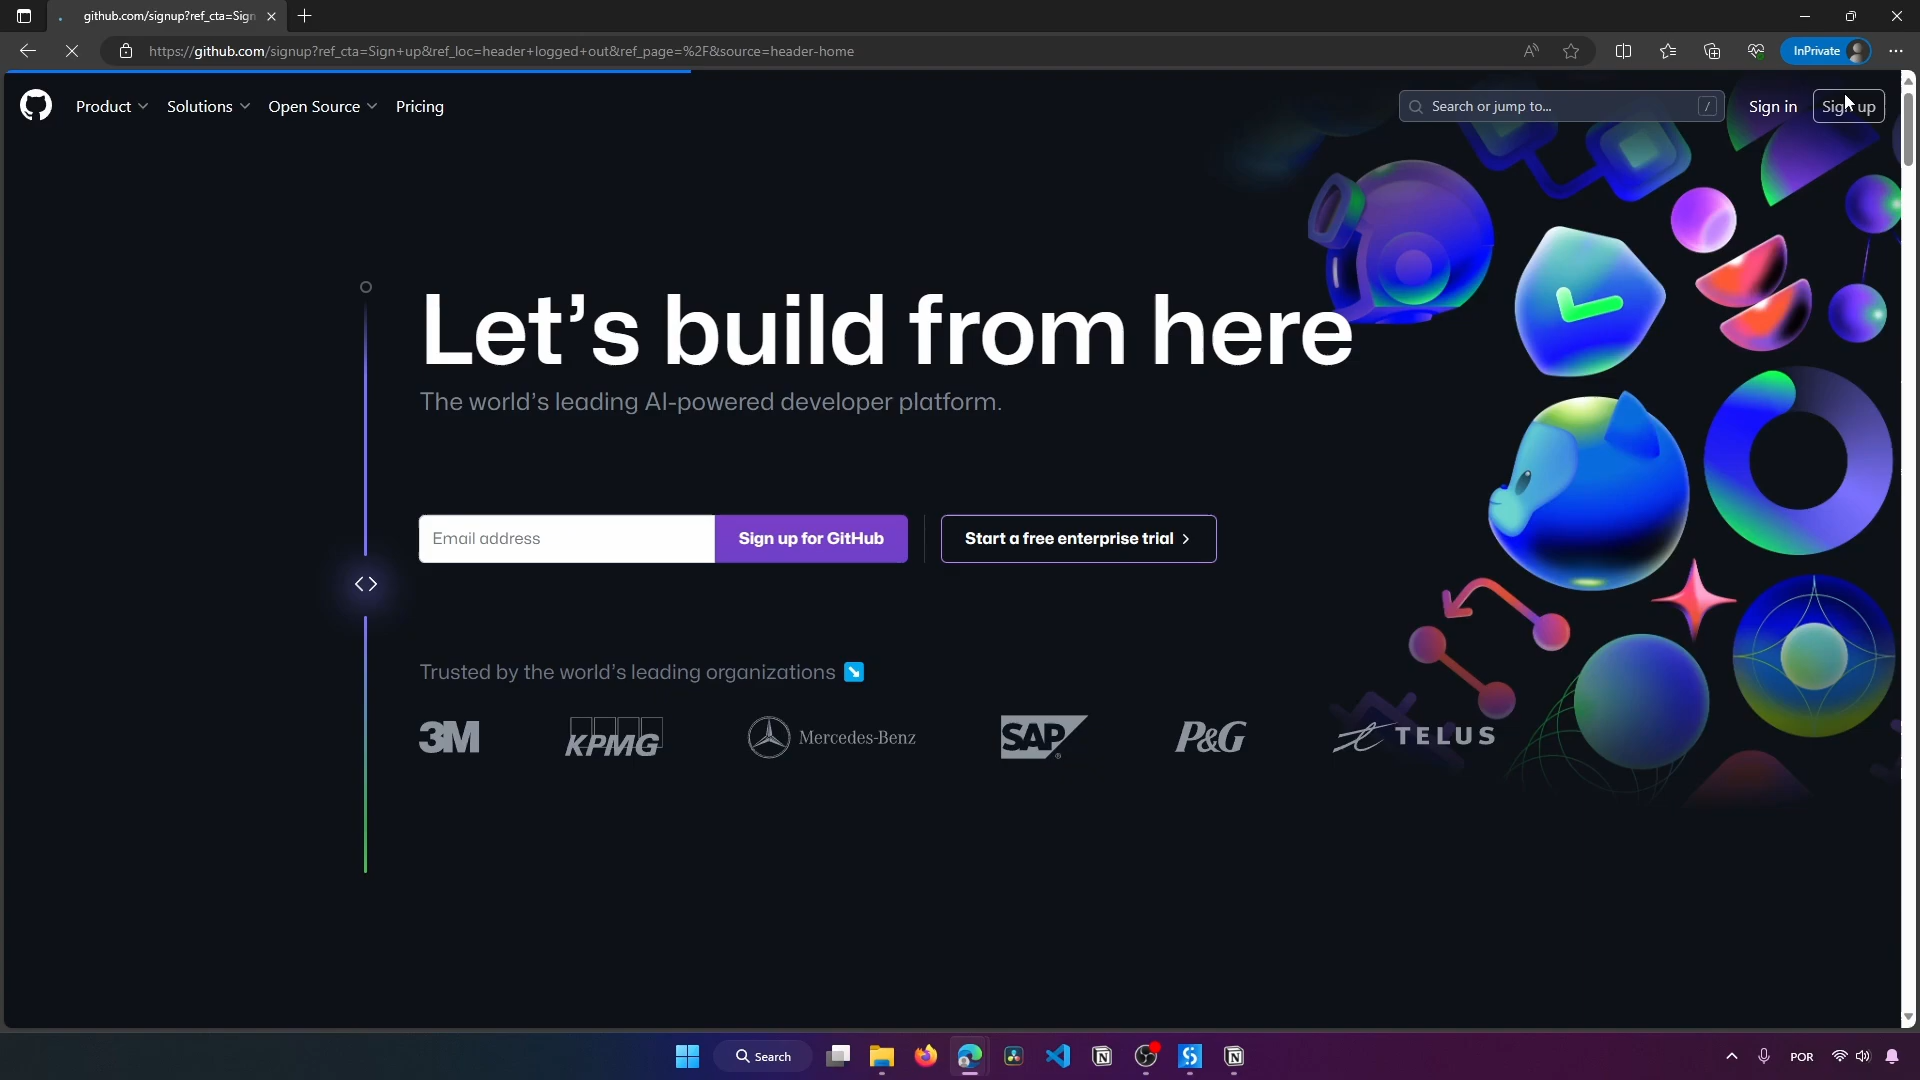 github.com/signup?ref_cta=Sign
https://github.com/signup?ref_cta=Sign+up&ref_loc=header+logged+out&ref_page=%2F&source=header-home
InPrivate
Product
Solutions
Open Source
Pricing
Search or jump to...
/
Sign in
Sign up
Let’s build from here
The world’s leading AI-powered developer platform.
Email address
Sign up for GitHub
Start a free enterprise trial
Trusted by the world’s leading organizations
3M
KPMG
Mercedes-Benz
SAP
P&G
TELUS
Search
POR